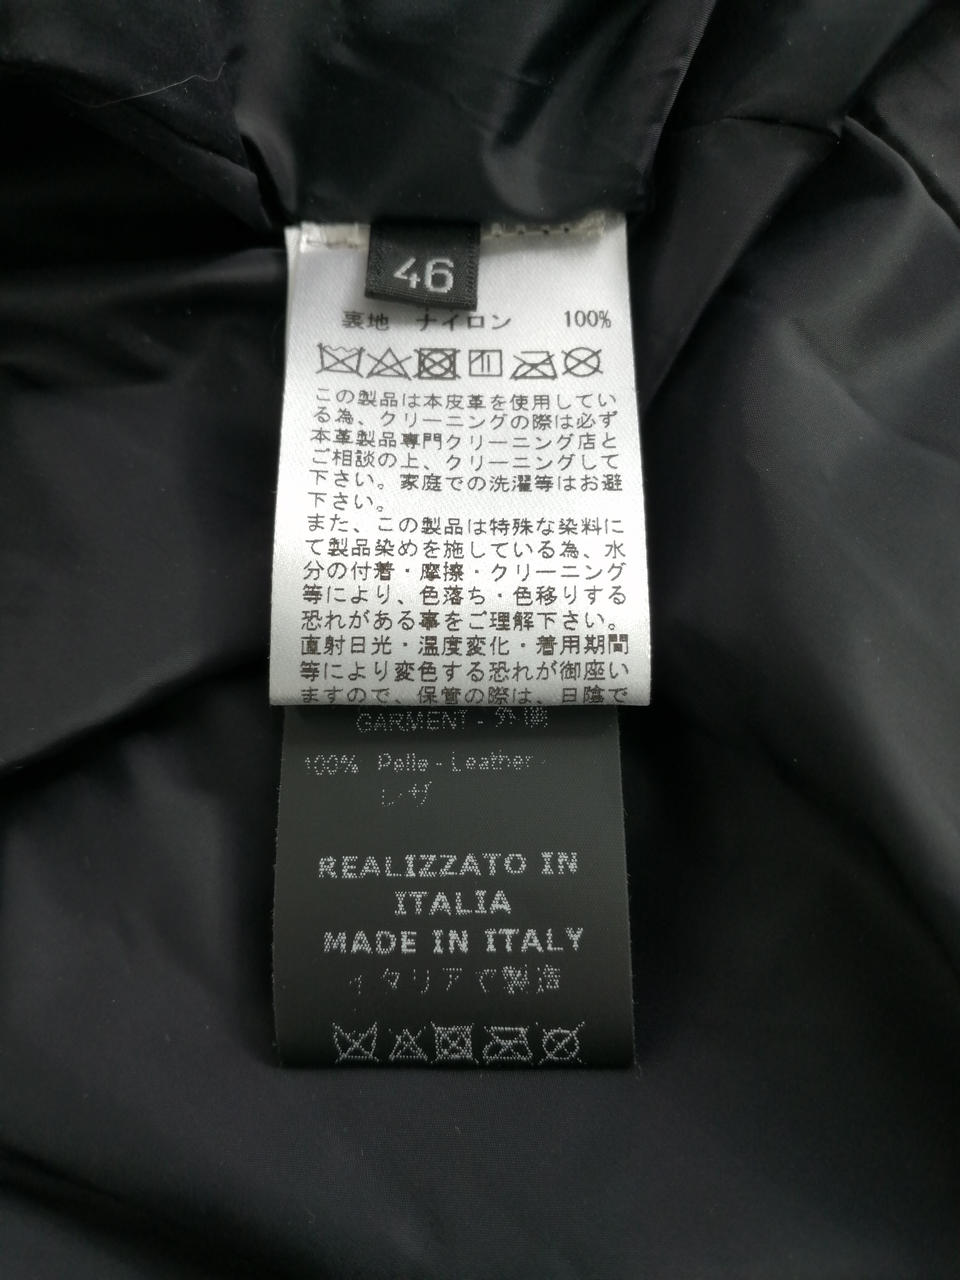 46
裏地 ナイロン 100%
この製品は本皮革を使用してい
る為、クリーニングの際は必ず
本革製品専門クリーニング店と
ご相談の上、クリーニングして
下さい。家庭での洗濯等はお避
下さい。
また、この製品は特殊な染料に
て製品染めを施している為、水
分の付着・摩擦・クリーニング
等により、色落ち・色移りする
恐れがある事をご理解下さい。
直射日光・温度変化・着用期間
等により変色する恐れが御座い
ますので、保管の際は、日陰で
GARMENT -
100% Pelle - Leather -
レザ
REALIZZATO IN
ITALIA
MADE IN ITALY
イタリアで製造